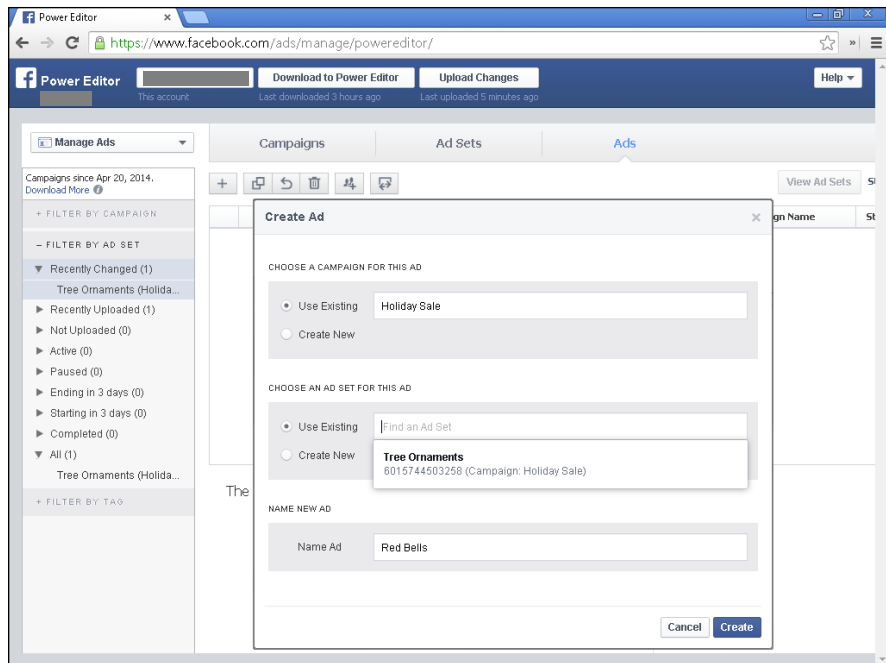 Power Editor
https://www.facebook.com/ads/manage/powereditor/
Power Editor
Download to Power Editor
Upload Changes
Help
This account
Last downloaded 3 hours ago
Last uploaded 5 minutes ago
Manage Ads
Campaigns
Ad Sets
Ads
Campaigns since Apr 20, 2014.
Download More
View Ad Sets
+ FILTER BY CAMPAIGN
Create Ad
gn Name
St
– FILTER BY AD SET
Recently Changed (1)
Tree Ornaments (Holida...
Recently Uploaded (1)
Not Uploaded (0)
Active (0)
Paused (0)
Ending in 3 days (0)
Starting in 3 days (0)
Completed (0)
All (1)
Tree Ornaments (Holida...
+ FILTER BY TAG
The
CHOOSE A CAMPAIGN FOR THIS AD
Use Existing
Holiday Sale
Create New
CHOOSE AN AD SET FOR THIS AD
Use Existing
Find an Ad Set
Create New
Tree Ornaments
6015744503258 (Campaign: Holiday Sale)
NAME NEW AD
Name Ad
Red Bells
Cancel
Create